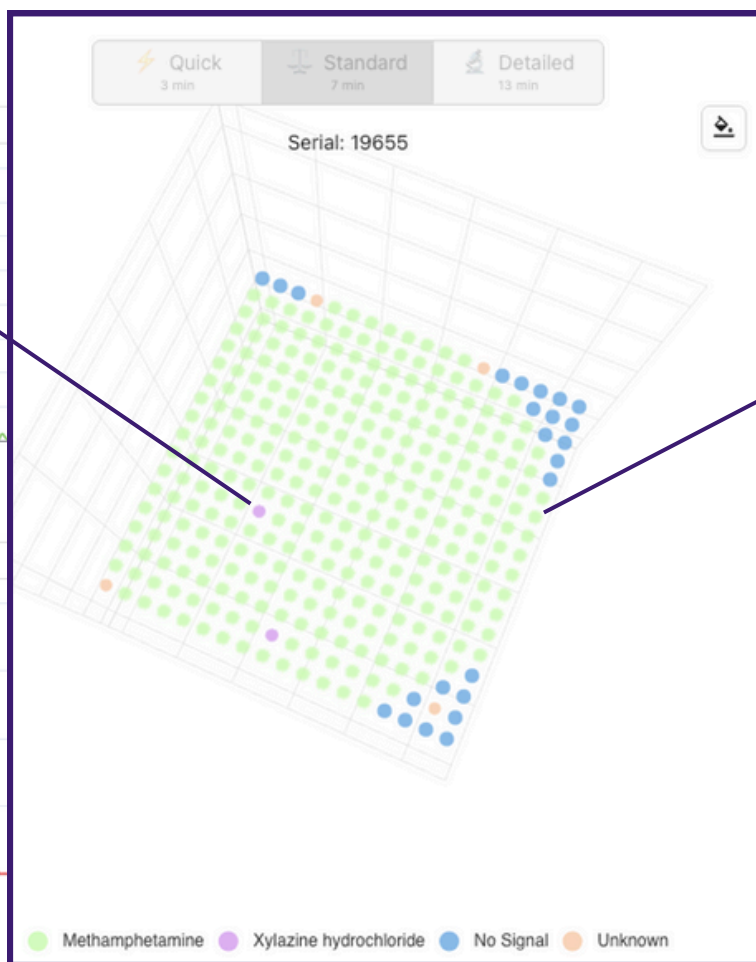 Quick
3 min
Standard
7 min
Detailed
13 min
Serial: 19655
Methamphetamine
Xylazine hydrochloride
No Signal
Unknown